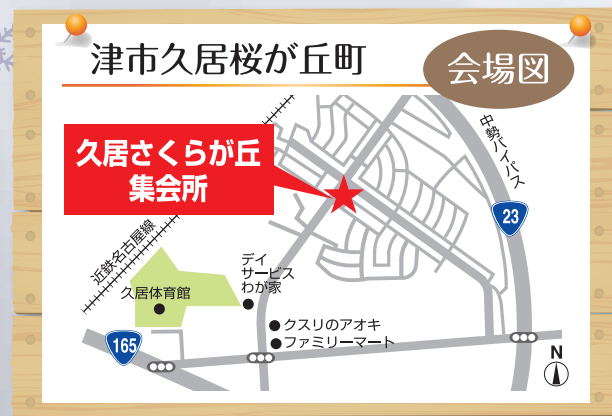 津市久居桜が丘町
会場図
久居さくらが丘
集会所
中勢バイパス
23
近鉄名古屋線
久居体育館
デイ
サービス
わが家
クスリのアオキ
ファミリーマート
165
N